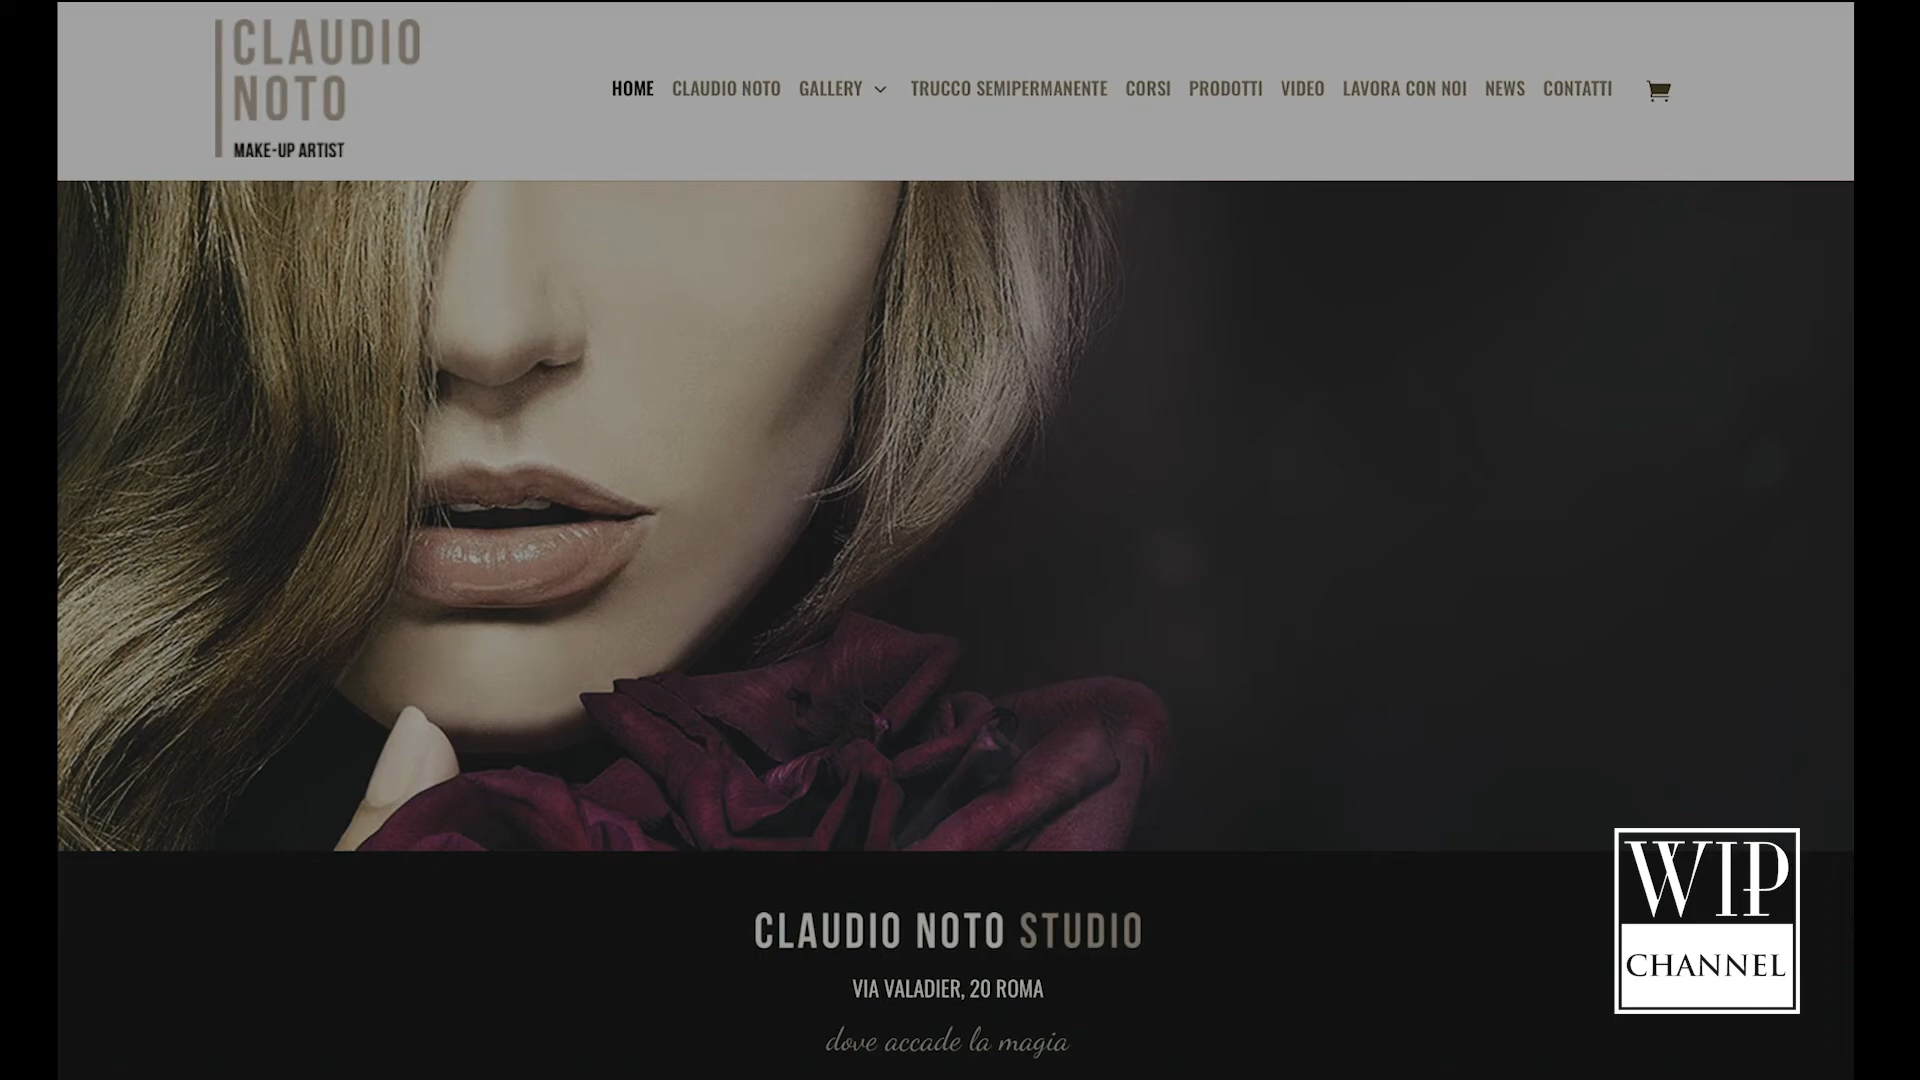 CLAUDIO
NOTO
MAKE-UP ARTIST
HOME CLAUDIO NOTO GALLERY TRUCCO SEMIPERMANENTE CORSI PRODOTTI VIDEO LAVORA CON NOI NEWS CONTATTI
CLAUDIO NOTO STUDIO
VIA VALADIER, 20 ROMA
dove accade la magia
WIP
CHANNEL